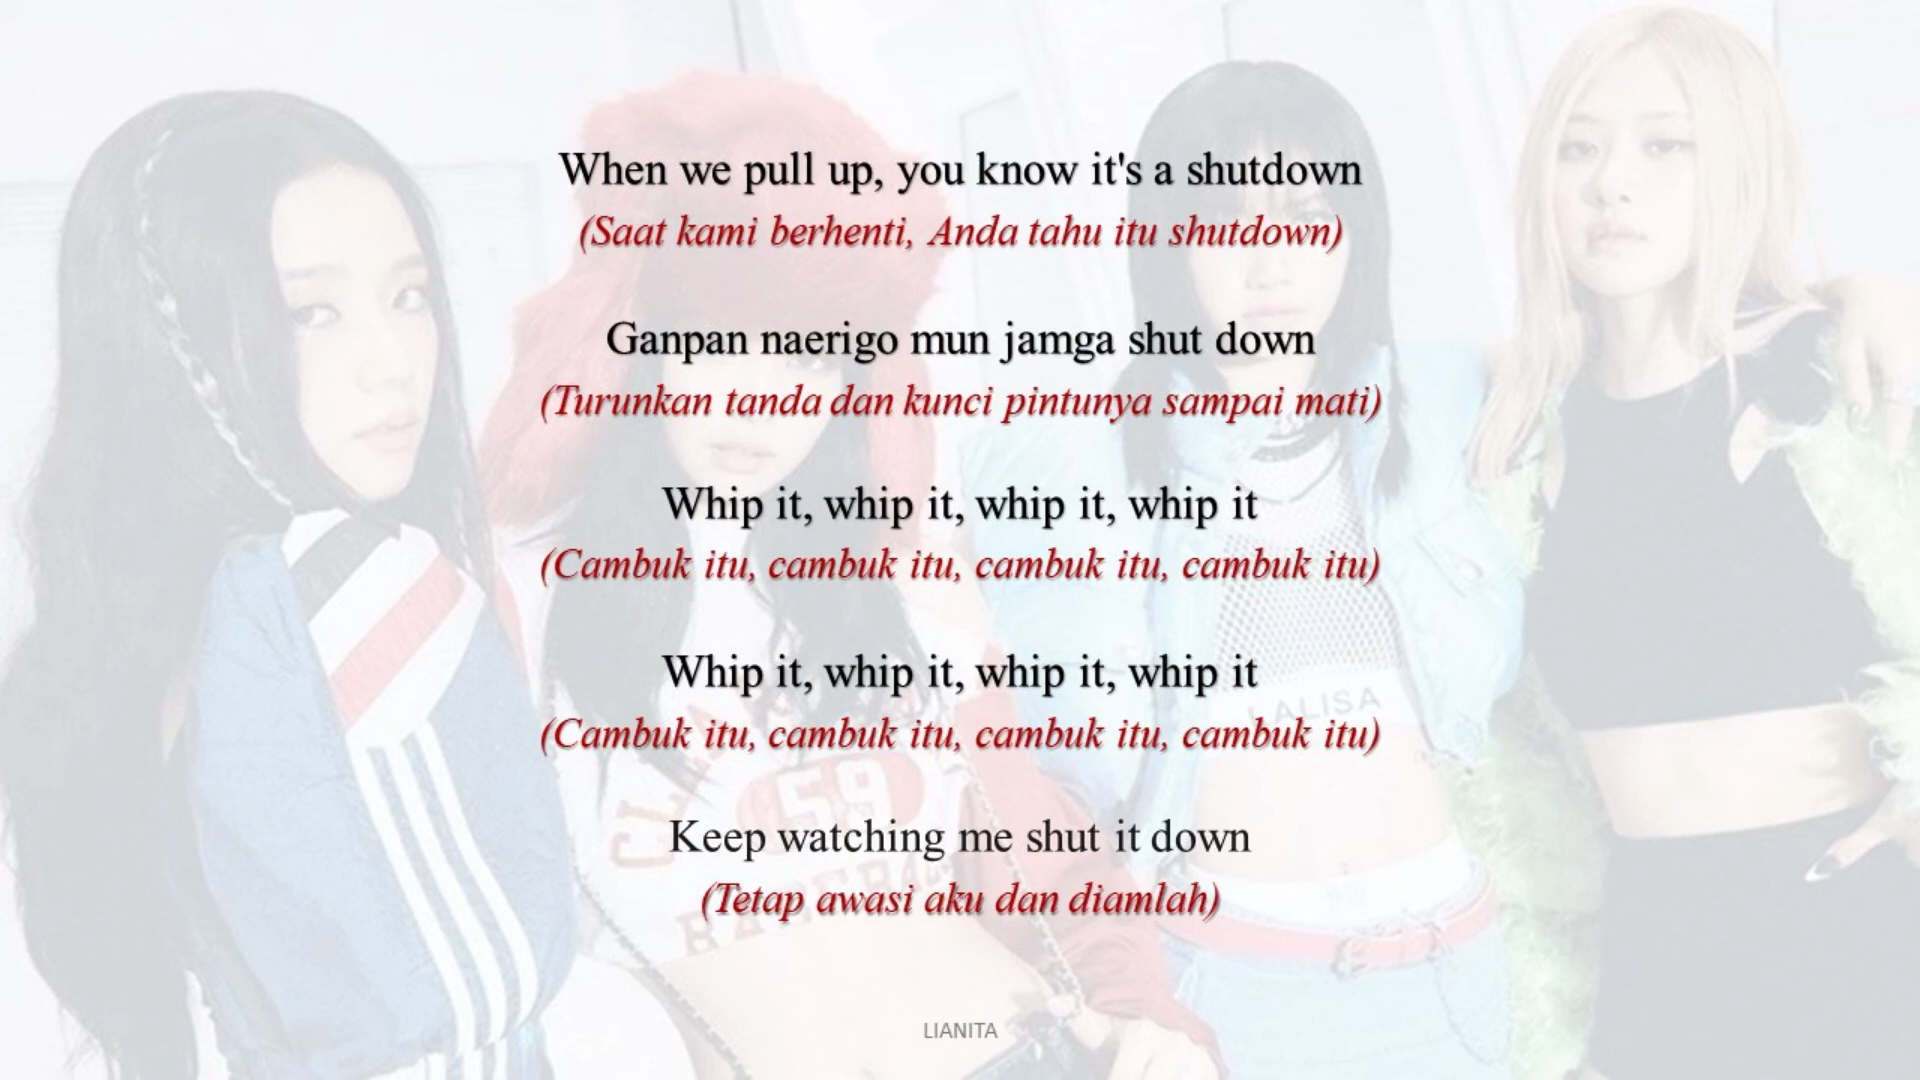 When we pull up, you know it's a shutdown
(Saat kami berhenti, Anda tahu itu shutdown)
Ganpan naerigo mun jamga shut down
(Turunkan tanda dan kunci pintunya sampai mati)
Whip it, whip it, whip it, whip it
(Cambuk itu, cambuk itu, cambuk itu, cambuk itu)
Whip it, whip it, whip it, whip it
LALISA
(Cambuk itu, cambuk itu, cambuk itu, cambuk itu)
59
Keep watching me shut it down
(Tetap awasi aku dan diamlah)
LIANITA